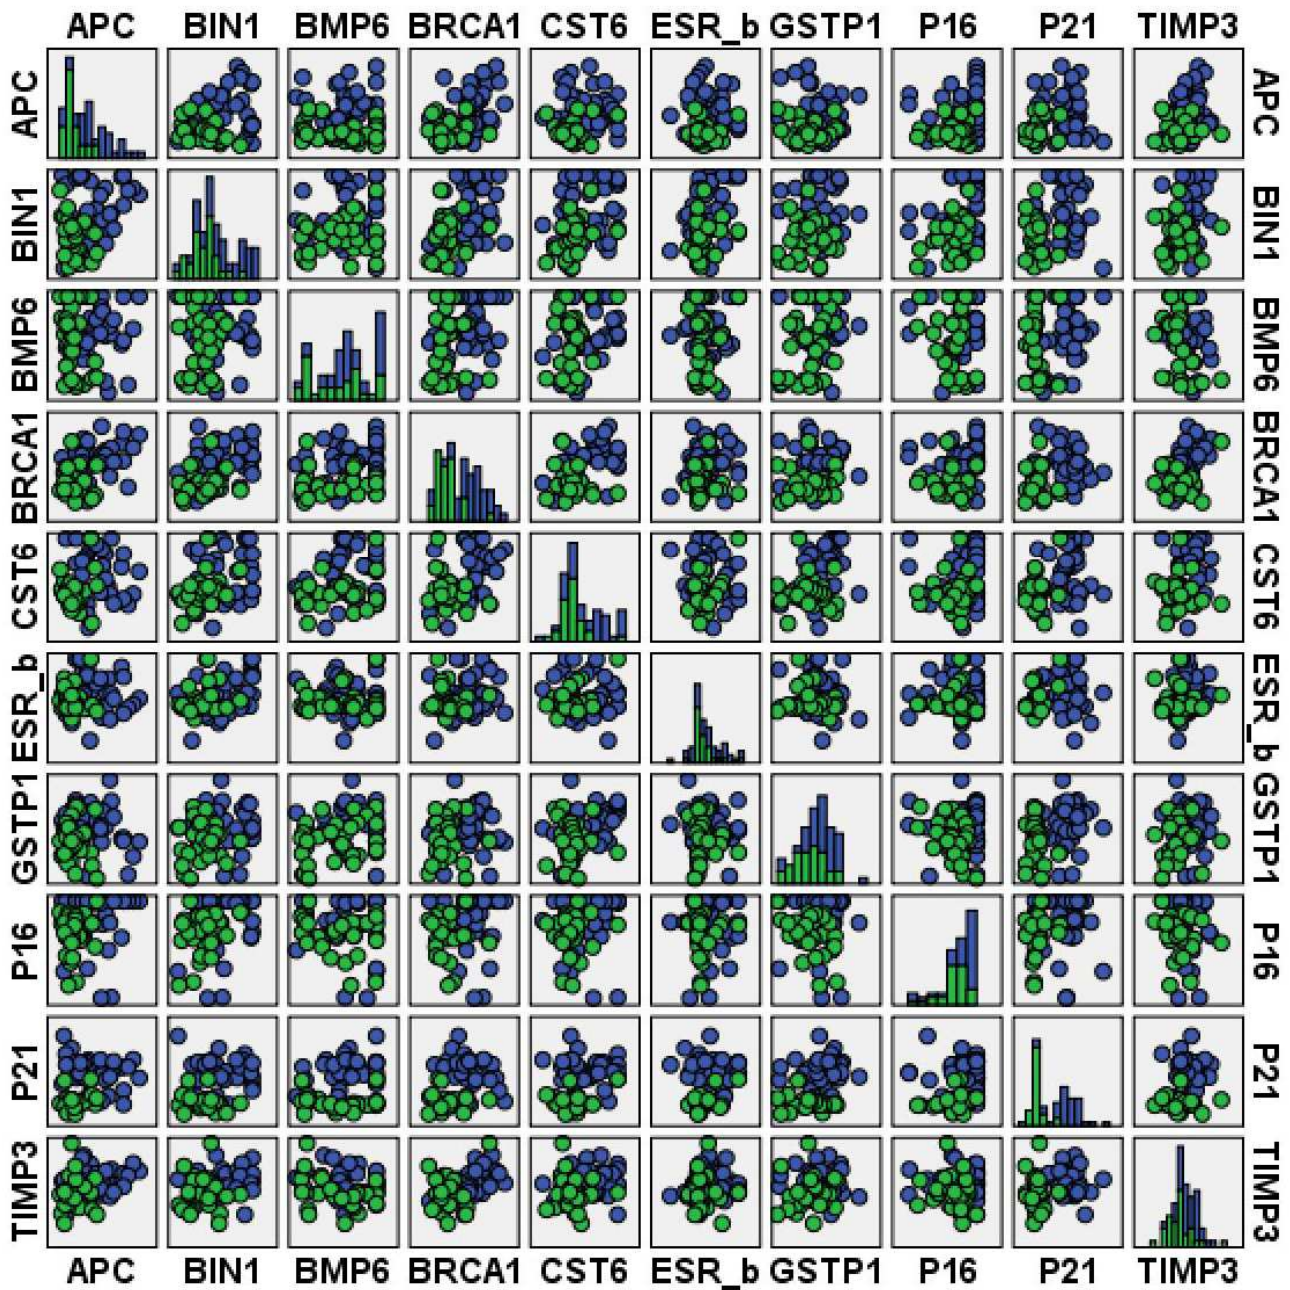 APC BIN1 BMP6 BRCA1 CST6 ESR_b GSTP1 P16 P21 TIMP3
APC APC
BIN1 BIN1
BMP6 BMP6
BRCA1 BRCA1
CST6 CST6
ESR_b ESR_b
GSTP1 GSTP1
P16 P16
P21 P21
TIMP3 TIMP3
APC BIN1 BMP6 BRCA1 CST6 ESR_b GSTP1 P16 P21 TIMP3